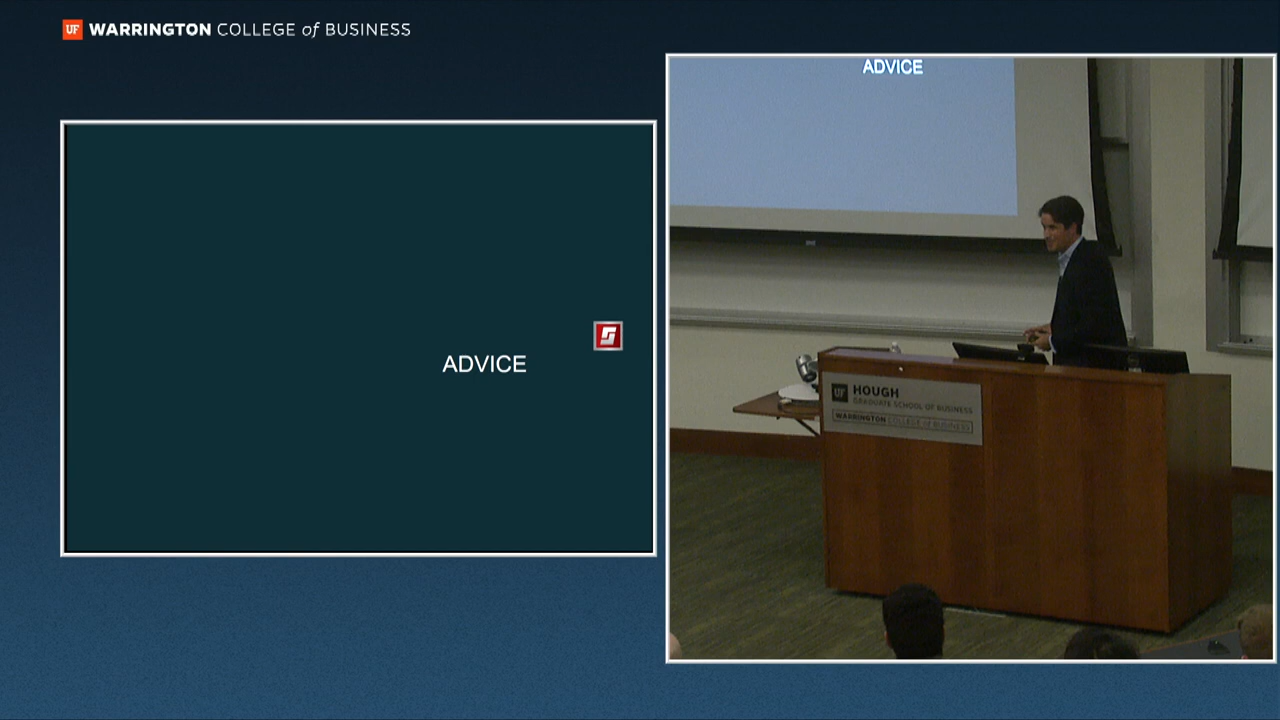 UF WARRINGTON COLLEGE of BUSINESS
ADVICE
ADVICE
UF HOUGH
GRADUATE SCHOOL OF BUSINESS
WARRINGTON COLLEGE of BUSINESS